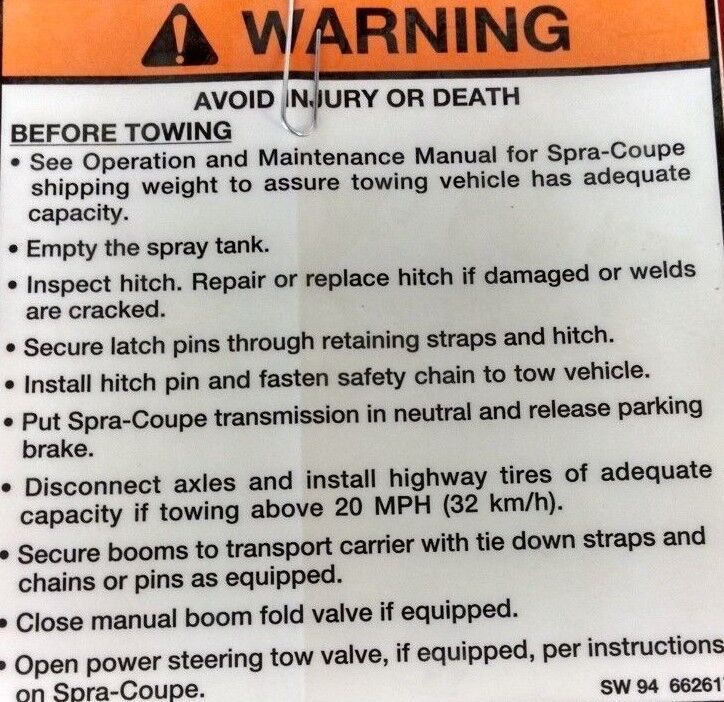 WARNING
AVOID INJURY OR DEATH
BEFORE TOWING
• See Operation and Maintenance Manual for Spra-Coupe
shipping weight to assure towing vehicle has adequate
capacity.
• Empty the spray tank.
• Inspect hitch. Repair or replace hitch if damaged or welds
are cracked.
• Secure latch pins through retaining straps and hitch.
• Install hitch pin and fasten safety chain to tow vehicle.
• Put Spra-Coupe transmission in neutral and release parking
brake.
• Disconnect axles and install highway tires of adequate
capacity if towing above 20 MPH (32 km/h).
• Secure booms to transport carrier with tie down straps and
chains or pins as equipped.
• Close manual boom fold valve if equipped.
• Open power steering tow valve, if equipped, per instructions
on Spra-Coupe.
SW 94